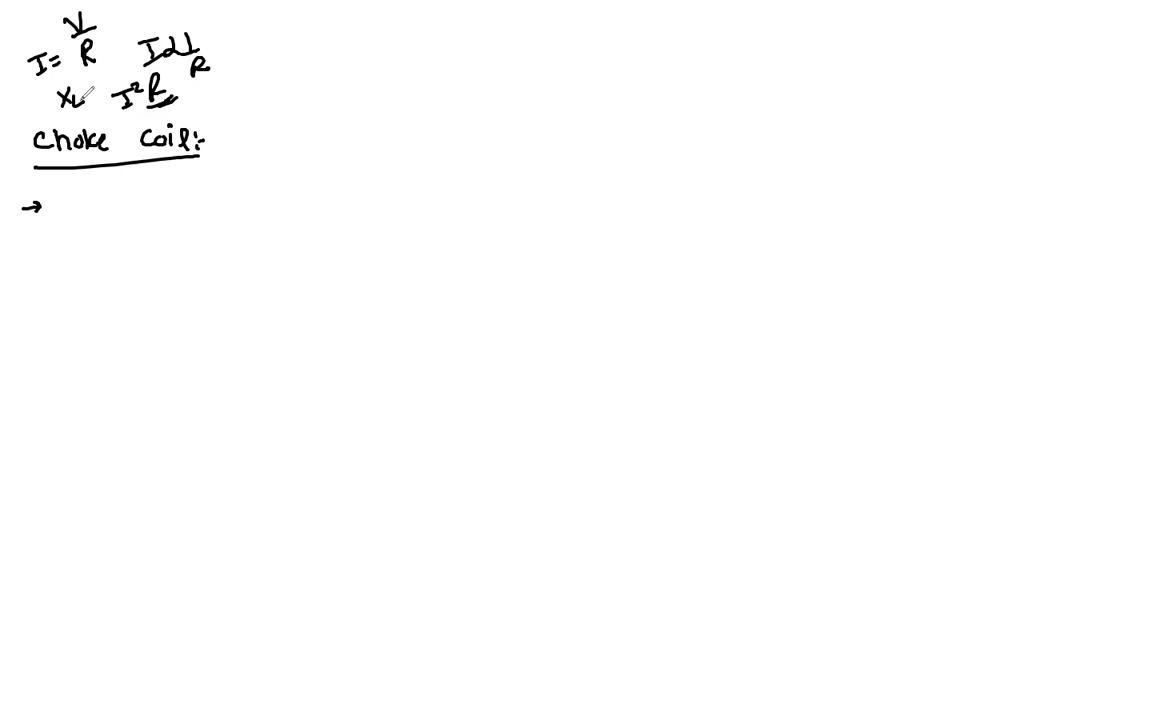 I = V/R I α 1/R
XL I²R
Choke Coil :-
→